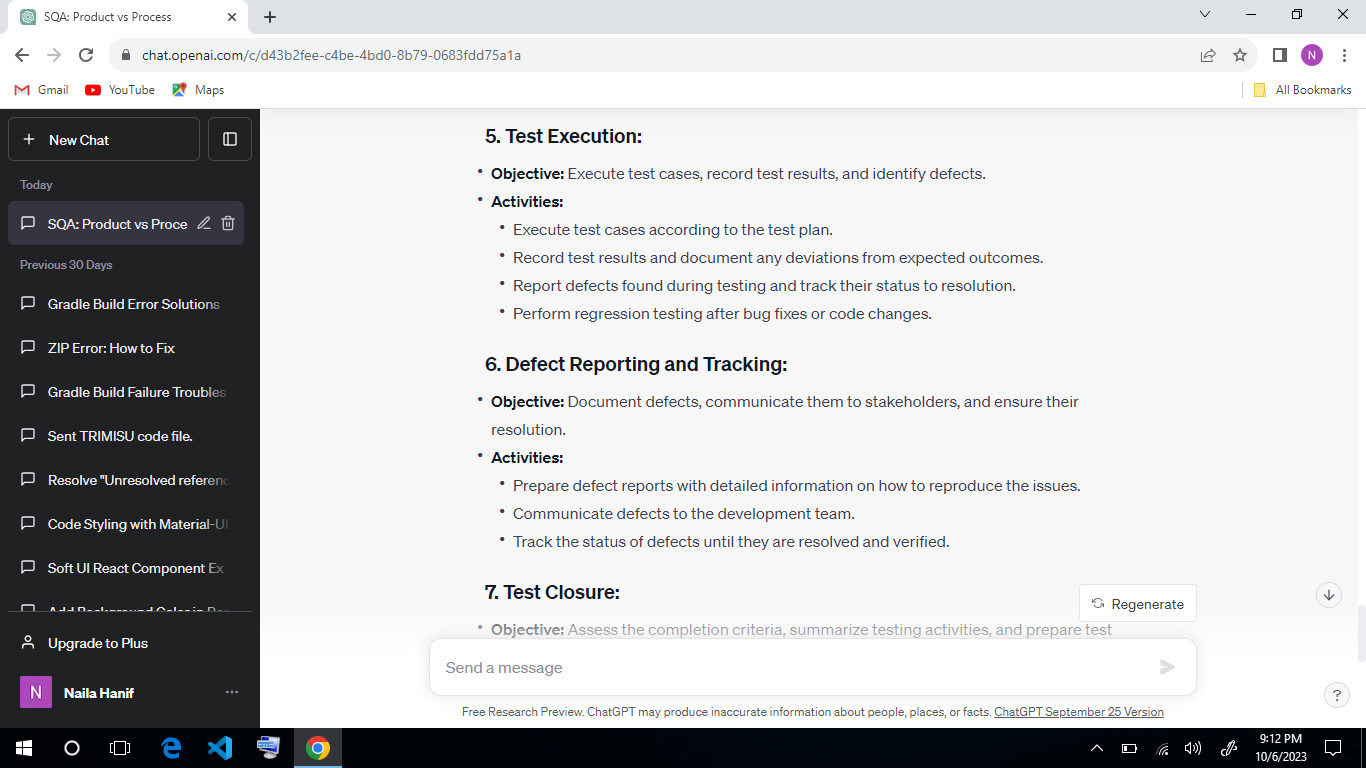 SQA: Product vs Process
chat.openai.com/c/d43b2fee-c4be-4bd0-8b79-0683fdd75a1a
N
Gmail
YouTube
Maps
All Bookmarks
New Chat
Today
SQA: Product vs Proce
Previous 30 Days
Gradle Build Error Solutions
ZIP Error: How to Fix
Gradle Build Failure Troubles
Sent TRIMISU code file.
Resolve "Unresolved referenc
Code Styling with Material-UI
Soft UI React Component Ex
Upgrade to Plus
N
Naila Hanif
5. Test Execution:
• Objective: Execute test cases, record test results, and identify defects.
• Activities:
• Execute test cases according to the test plan.
• Record test results and document any deviations from expected outcomes.
• Report defects found during testing and track their status to resolution.
• Perform regression testing after bug fixes or code changes.
6. Defect Reporting and Tracking:
• Objective: Document defects, communicate them to stakeholders, and ensure their
resolution.
• Activities:
• Prepare defect reports with detailed information on how to reproduce the issues.
• Communicate defects to the development team.
• Track the status of defects until they are resolved and verified.
7. Test Closure:
• Objective: Assess the completion criteria, summarize testing activities, and prepare test
Regenerate
Send a message
Free Research Preview. ChatGPT may produce inaccurate information about people, places, or facts. ChatGPT September 25 Version
?
9:12 PM
10/6/2023